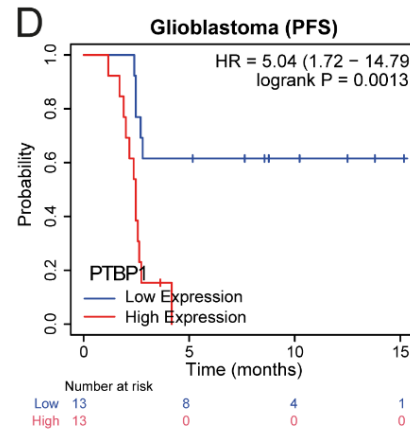 D
Glioblastoma (PFS)
HR = 5.04 (1.72 − 14.79
logrank P = 0.0013
Probability
1.0
0.8
0.6
0.4
0.2
0.0
PTBP1
Low Expression
High Expression
0 5 10 15
Time (months)
Number at risk
Low 13 8 4 1
High 13 0 0 0